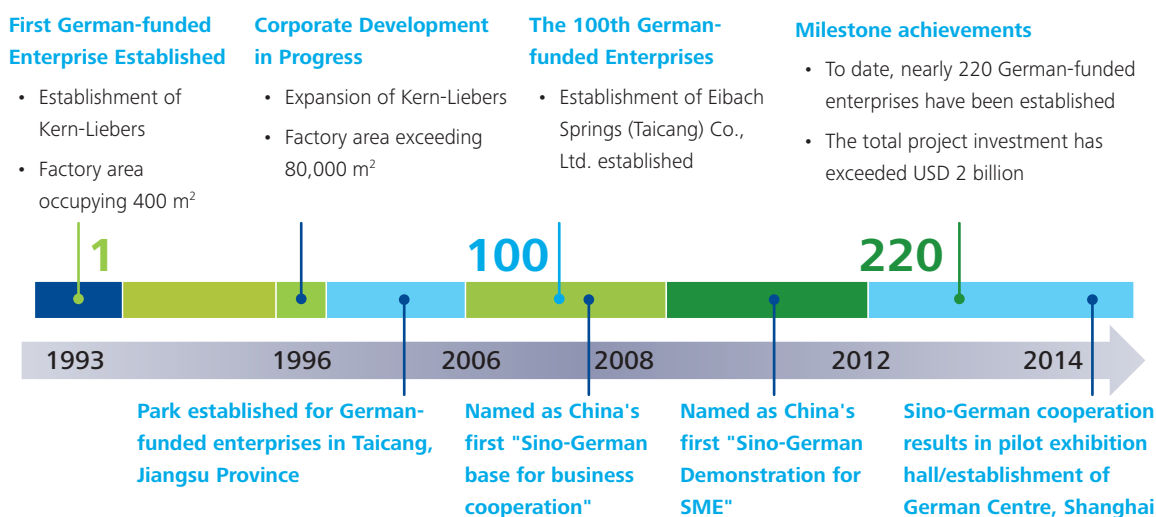 First German-funded
Enterprise Established
• Establishment of
Kern-Liebers
• Factory area
occupying 400 m²
Corporate Development
in Progress
• Expansion of Kern-Liebers
• Factory area exceeding
80,000 m²
The 100th German-
funded Enterprises
• Establishment of Eibach
Springs (Taicang) Co.,
Ltd. established
Milestone achievements
• To date, nearly 220 German-funded
enterprises have been established
• The total project investment has
exceeded USD 2 billion
1
100
220
1993
1996
2006
2008
2012
2014
Park established for German-
funded enterprises in Taicang,
Jiangsu Province
Named as China's
first "Sino-German
base for business
cooperation"
Named as China's
first "Sino-German
Demonstration for
SME"
Sino-German cooperation
results in pilot exhibition
hall/establishment of
German Centre, Shanghai